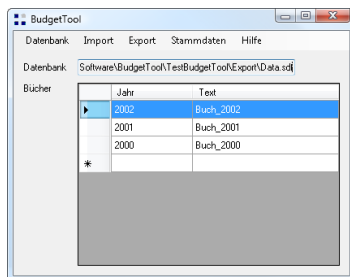 BudgetTool
Datenbank Import Export Stammdaten Hilfe
Datenbank Software\BudgetTool\TestBudgetTool\Export\Data.sdf
Bücher
Jahr Text
2002 Buch_2002
2001 Buch_2001
2000 Buch_2000